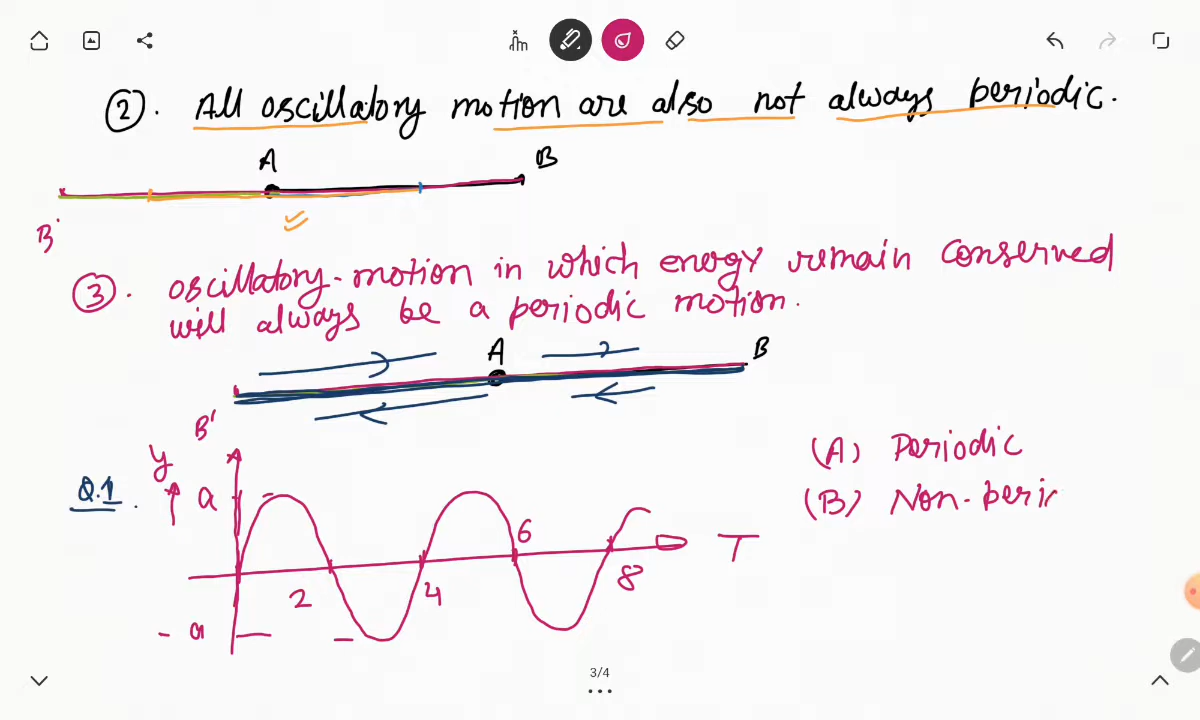 ②. All oscillatory motion are also not always periodic.
A B
B'
③. oscillatory-motion in which energy remain conserved
will always be a periodic motion.
A B
B'
Q.1. y a
(A) Periodic
(B) Non-peri
6 T
2 4 8
- a
3/4